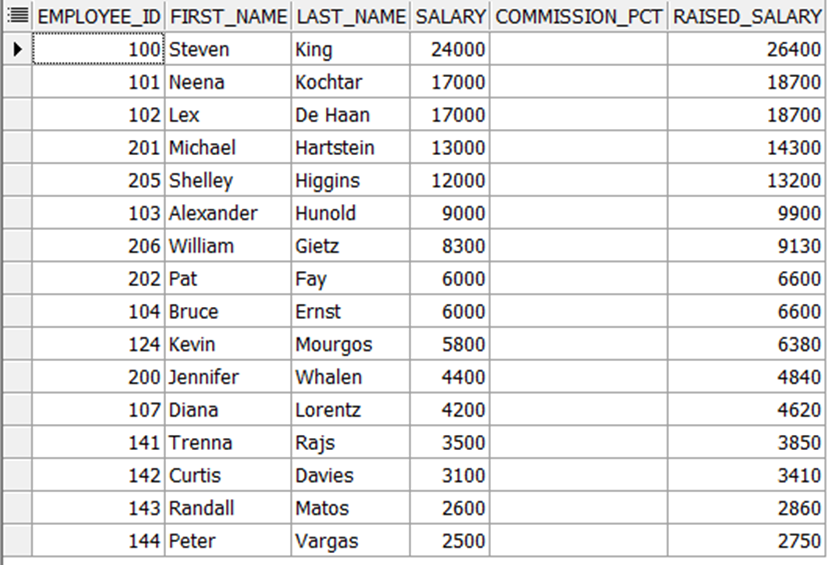 EMPLOYEE_ID FIRST_NAME LAST_NAME SALARY COMMISSION_PCT RAISED_SALARY
100 Steven King 24000 26400
101 Neena Kochtar 17000 18700
102 Lex De Haan 17000 18700
201 Michael Hartstein 13000 14300
205 Shelley Higgins 12000 13200
103 Alexander Hunold 9000 9900
206 William Gietz 8300 9130
202 Pat Fay 6000 6600
104 Bruce Ernst 6000 6600
124 Kevin Mourgos 5800 6380
200 Jennifer Whalen 4400 4840
107 Diana Lorentz 4200 4620
141 Trenna Rajs 3500 3850
142 Curtis Davies 3100 3410
143 Randall Matos 2600 2860
144 Peter Vargas 2500 2750